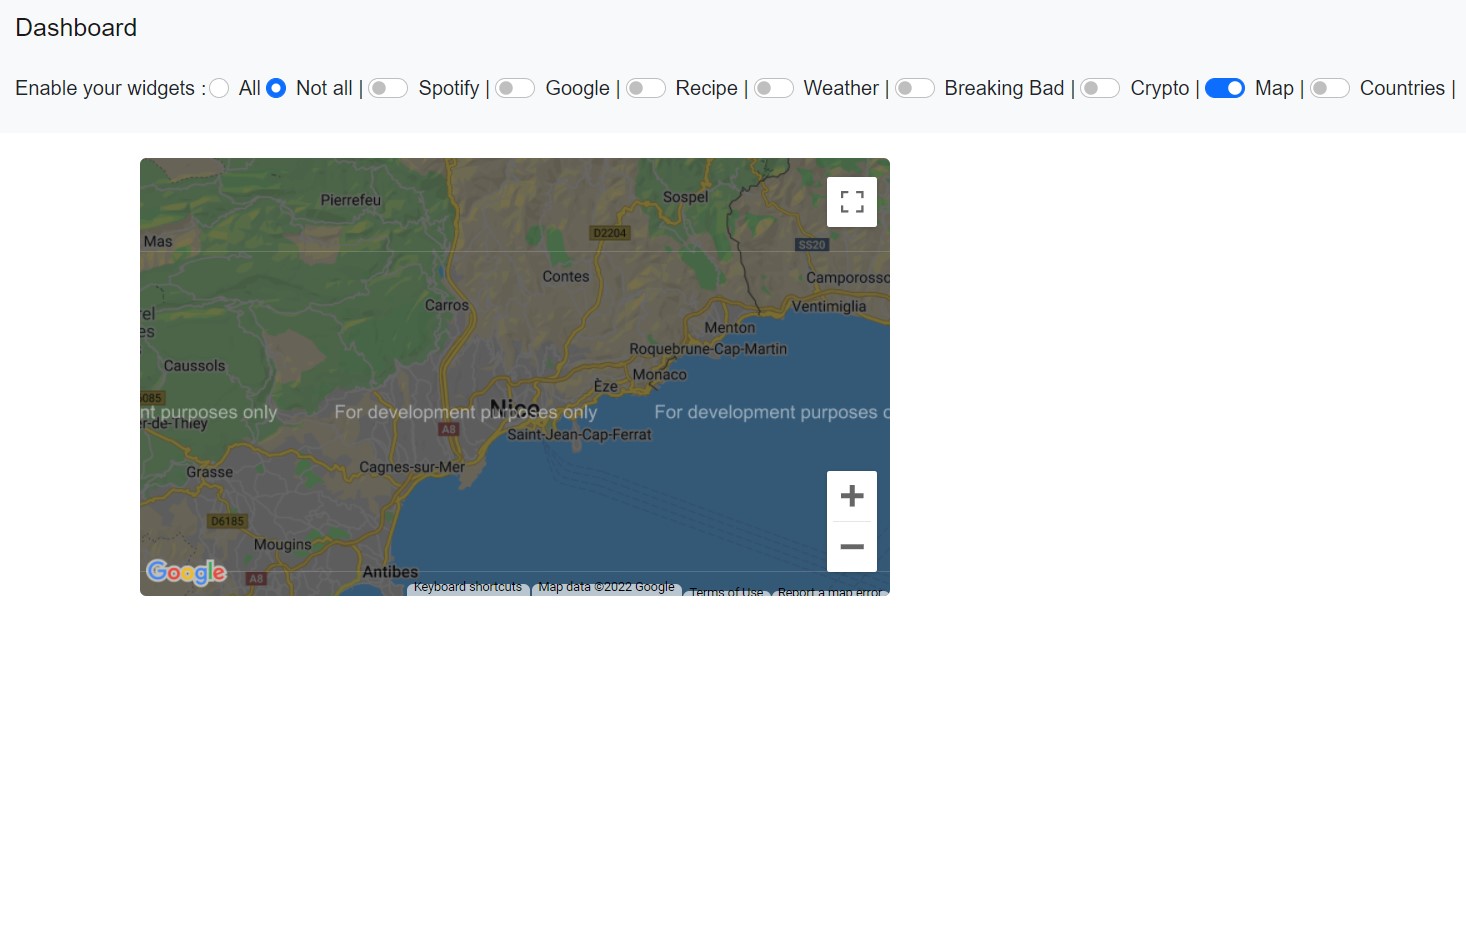 Dashboard
Enable your widgets : All Not all | Spotify | Google | Recipe | Weather | Breaking Bad | Crypto | Map | Countries |
Pierrefeu
Sospel
D2204
Mas
SS20
Contes
Camporosso
Carros
Ventimiglia
rel
es
Menton
Roquebrune-Cap-Martin
Caussols
Monaco
Èze
6085
Nice
nt purposes only For development purposes only For development purposes o
er-de-Thiey
A8
Saint-Jean-Cap-Ferrat
Cagnes-sur-Mer
Grasse
D6185
Mougins
Antibes
Google
A8
Keyboard shortcuts Map data ©2022 Google Terms of Use Report a map error